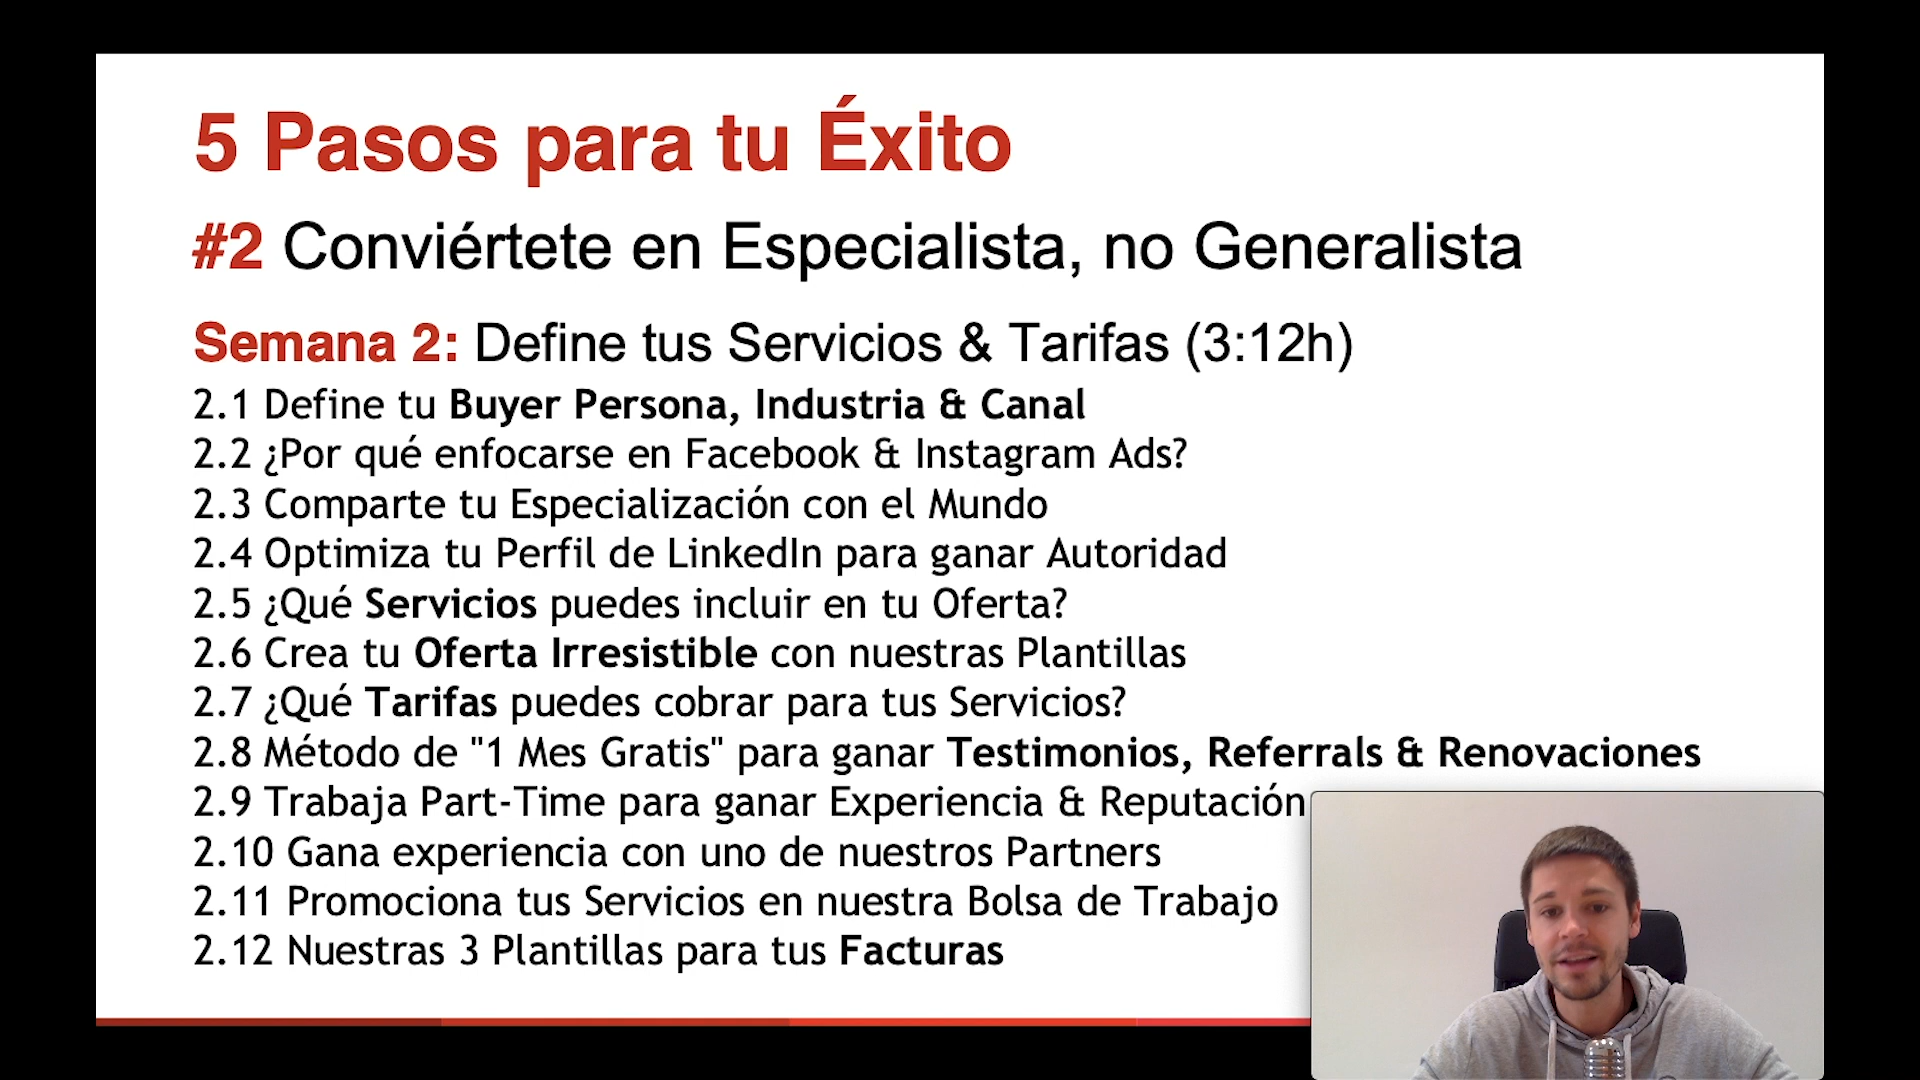 5 Pasos para tu Éxito
#2 Conviértete en Especialista, no Generalista
Semana 2: Define tus Servicios & Tarifas (3:12h)
2.1 Define tu Buyer Persona, Industria & Canal
2.2 ¿Por qué enfocarse en Facebook & Instagram Ads?
2.3 Comparte tu Especialización con el Mundo
2.4 Optimiza tu Perfil de LinkedIn para ganar Autoridad
2.5 ¿Qué Servicios puedes incluir en tu Oferta?
2.6 Crea tu Oferta Irresistible con nuestras Plantillas
2.7 ¿Qué Tarifas puedes cobrar para tus Servicios?
2.8 Método de "1 Mes Gratis" para ganar Testimonios, Referrals & Renovaciones
2.9 Trabaja Part-Time para ganar Experiencia & Reputación
2.10 Gana experiencia con uno de nuestros Partners
2.11 Promociona tus Servicios en nuestra Bolsa de Trabajo
2.12 Nuestras 3 Plantillas para tus Facturas